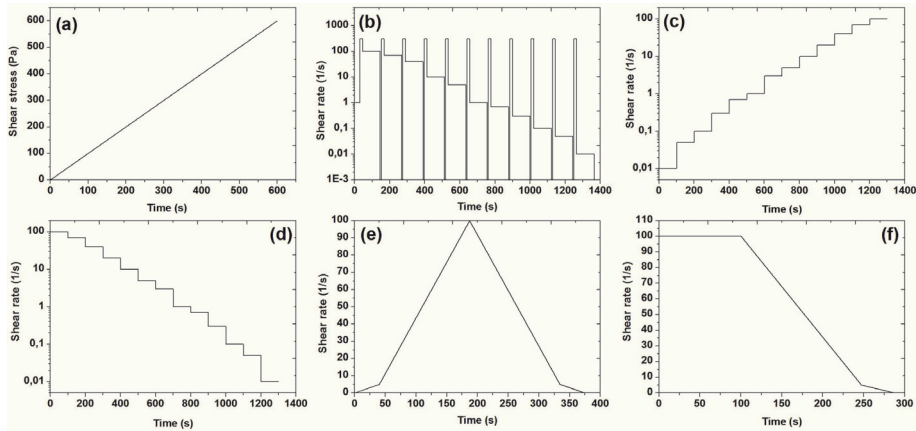 (a)
Shear stress (Pa)
600
500
400
300
200
100
0
0 100 200 300 400 500 600
Time (s)
(b)
Shear rate (1/s)
1000
100
10
1
0,1
0,01
1E-3
0 200 400 600 800 1000 1200 1400
Time (s)
(c)
Shear rate (1/s)
100
10
1
0,1
0,01
0 200 400 600 800 1000 1200 1400
Time (s)
(d)
Shear rate (1/s)
100
10
1
0,1
0,01
0 200 400 600 800 1000 1200 1400
Time (s)
(e)
Shear rate (1/s)
100
90
80
70
60
50
40
30
20
10
0
0 50 100 150 200 250 300 350 400
Time (s)
(f)
Shear rate (1/s)
110
100
90
80
70
60
50
40
30
20
10
0
0 50 100 150 200 250 300
Time (s)